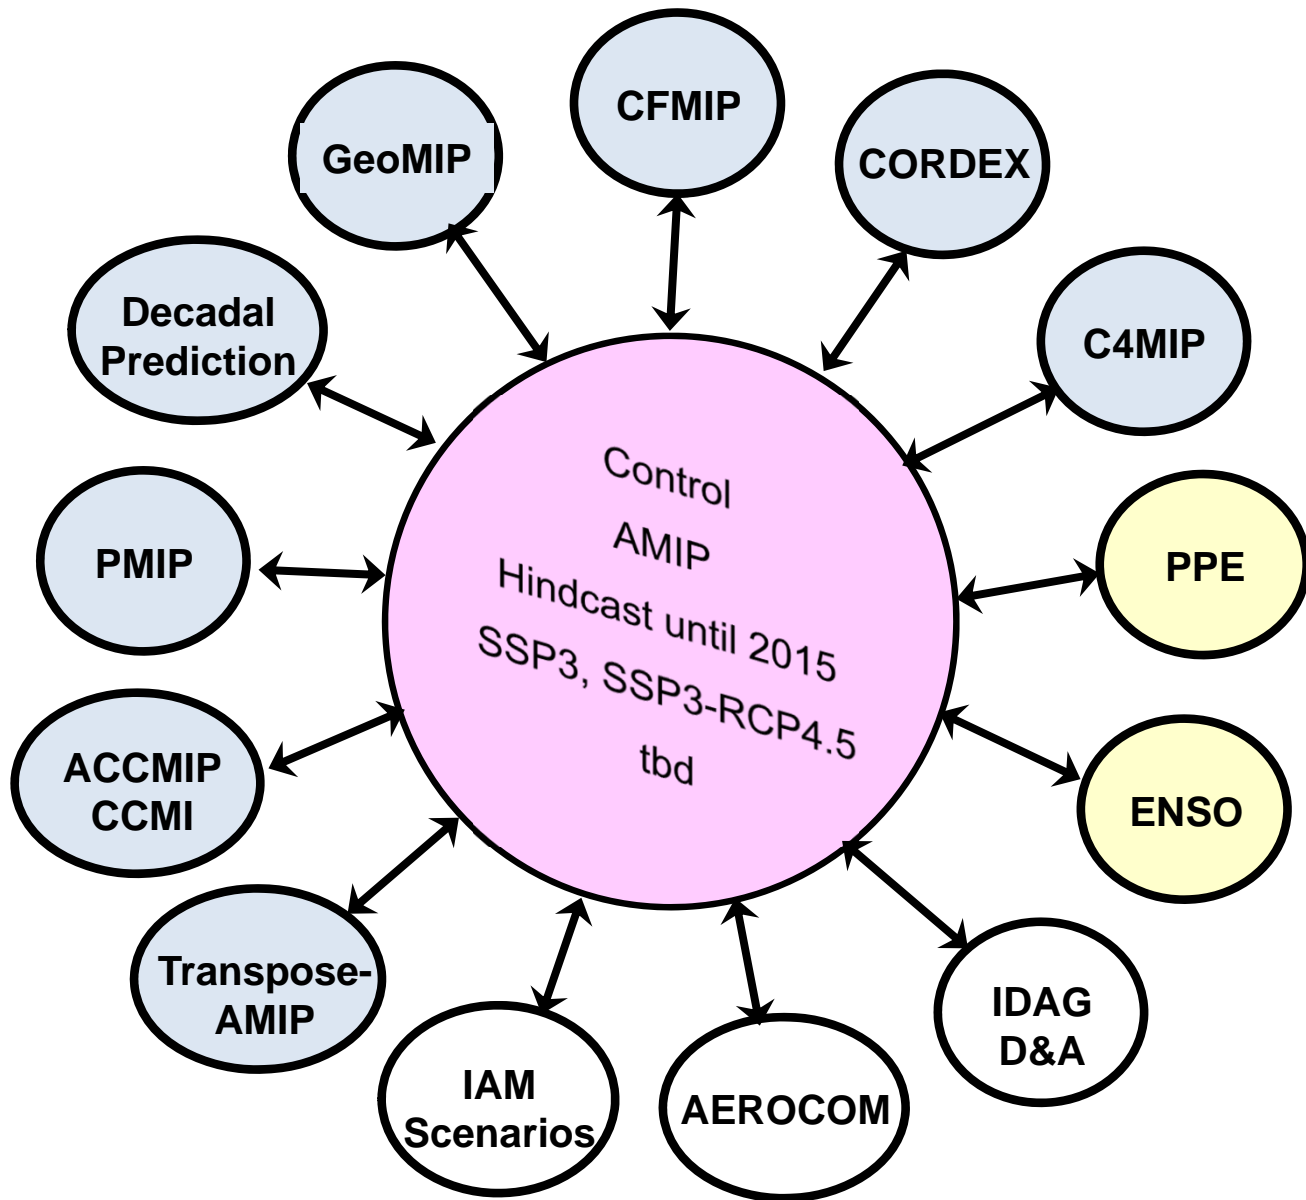 CFMIP
GeoMIP
CORDEX
Decadal
Prediction
C4MIP
Control
AMIP
Hindcast until 2015
SSP3, SSP3-RCP4.5
tbd
PMIP
PPE
ACCMIP
CCMI
ENSO
Transpose-
AMIP
IDAG
D&A
IAM
Scenarios
AEROCOM